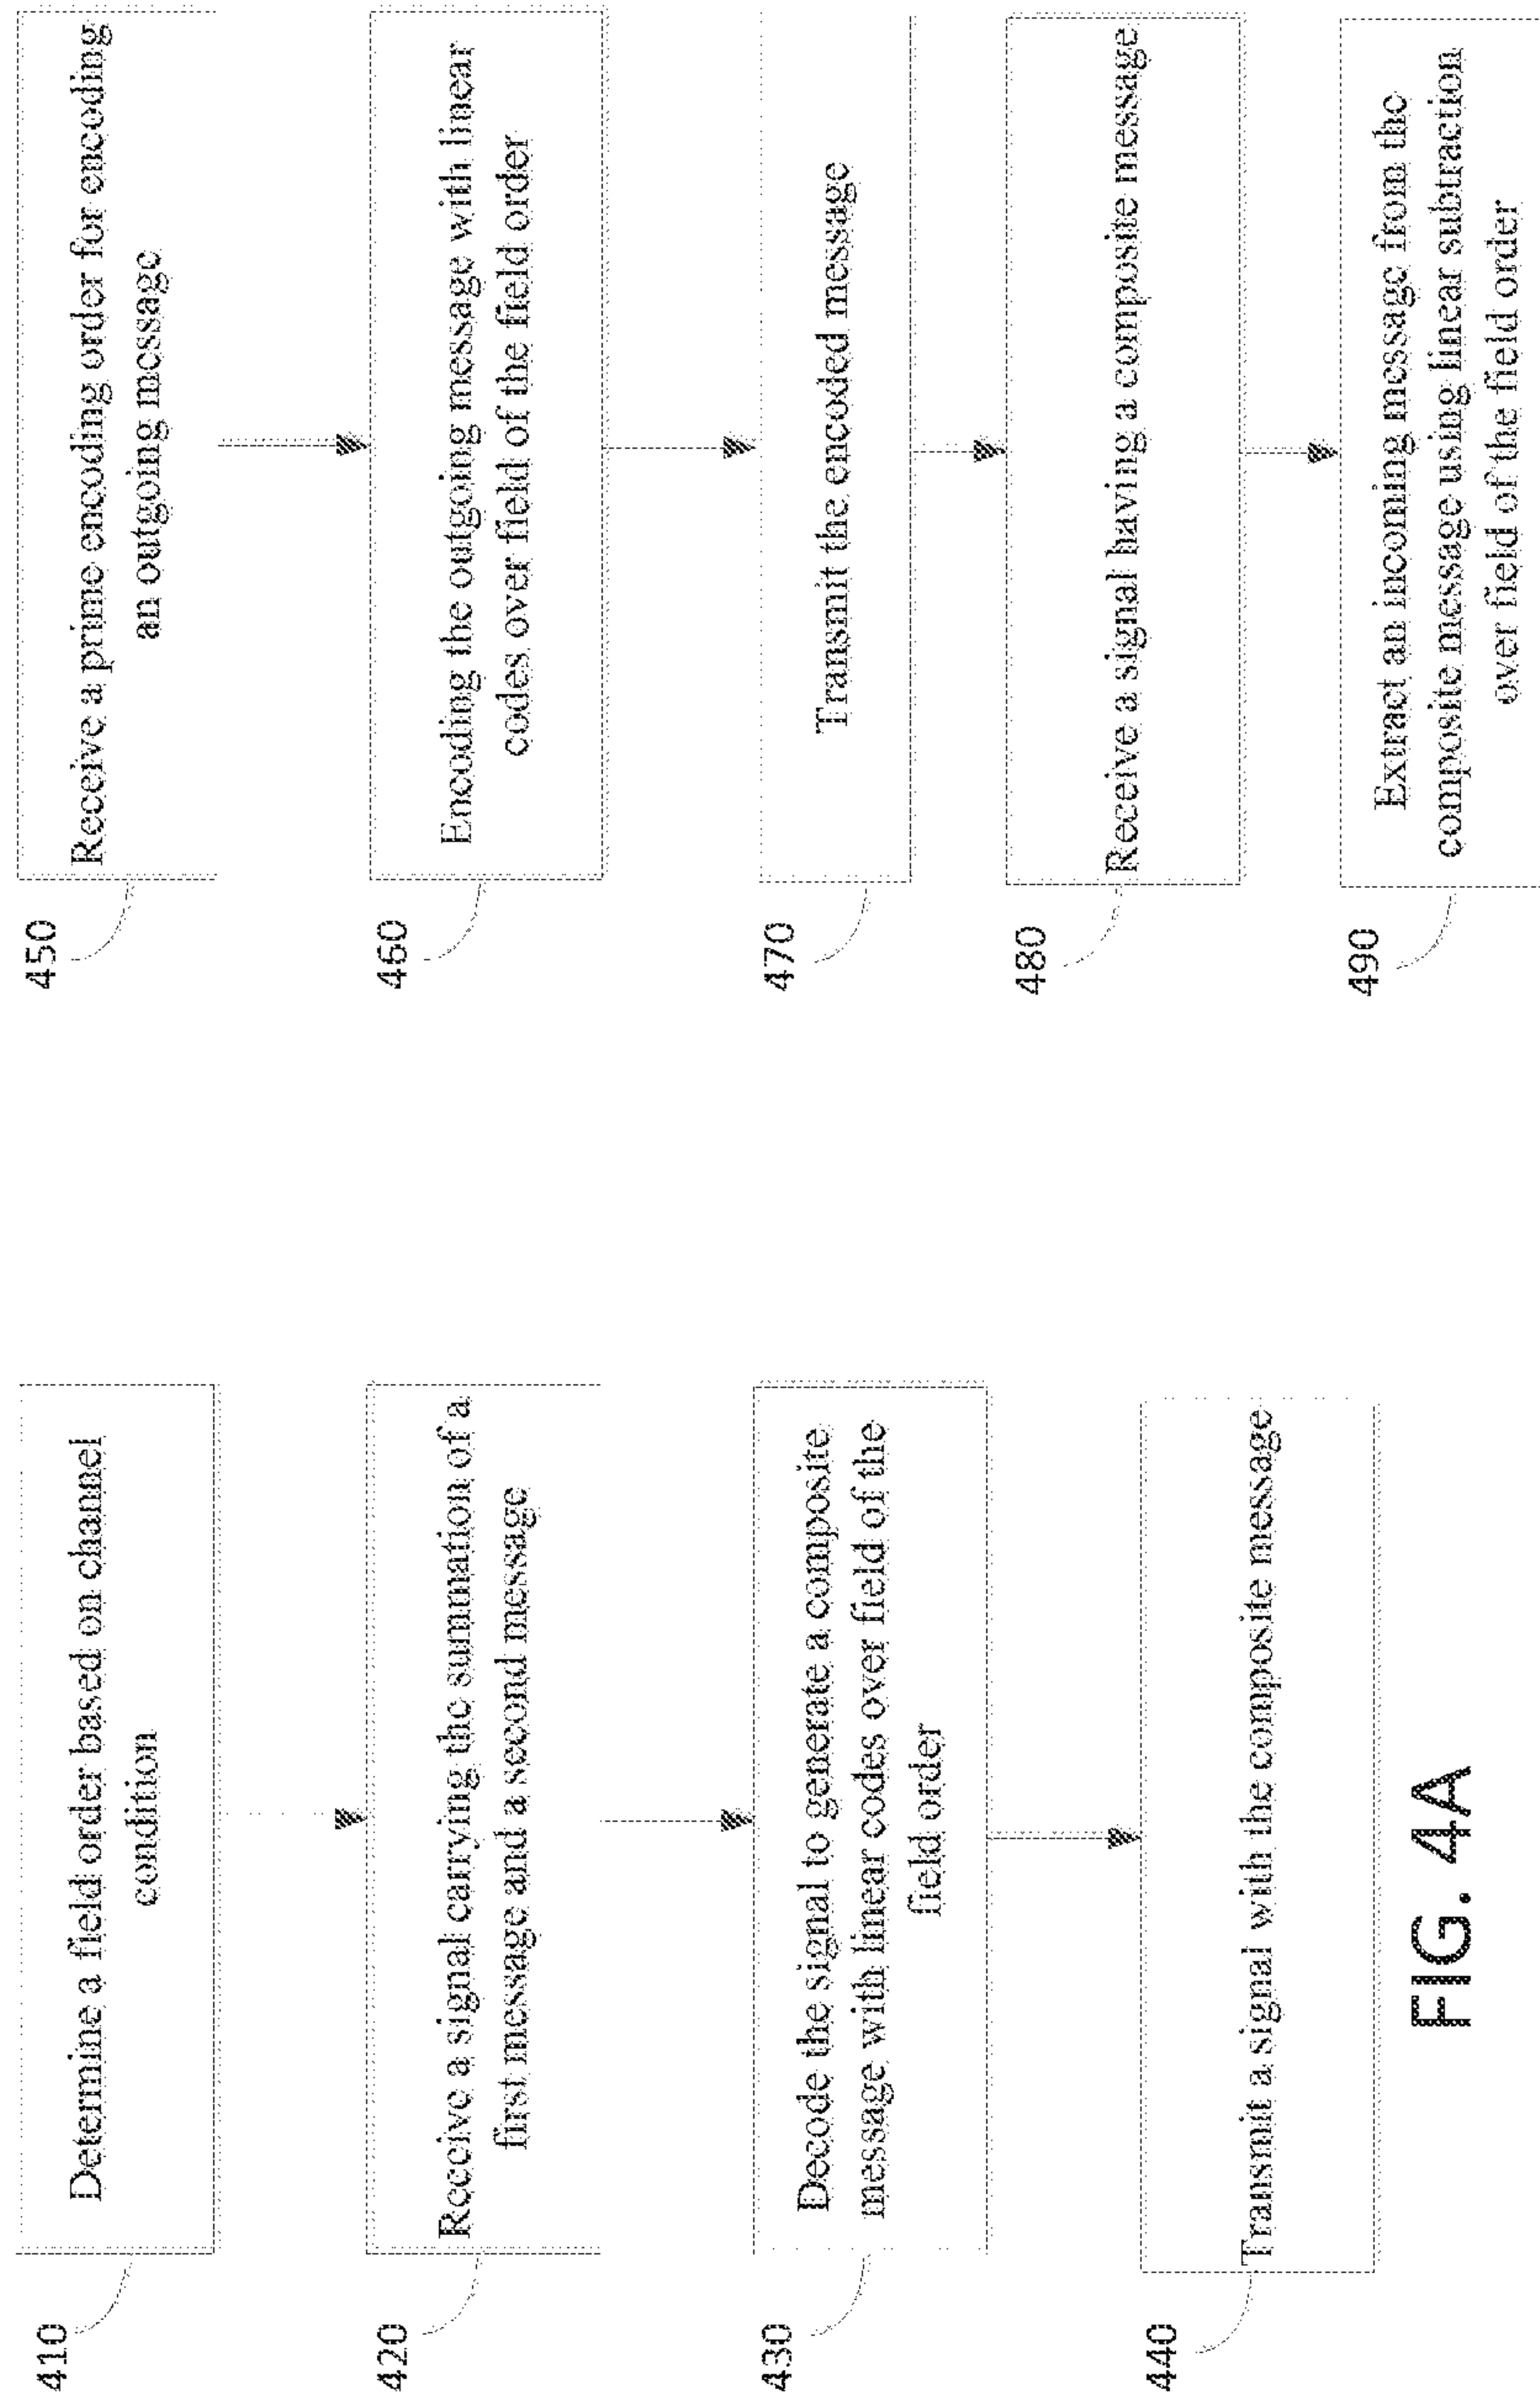 410
Determine a field order based on channel
condition
420
Receive a signal carrying the summation of a
first message and a second message
430
Decode the signal to generate a composite
message with linear codes over field of the
field order
440
Transmit a signal with the composite message
FIG. 4A
450
Receive a prime encoding order for encoding
an outgoing message
460
Encoding the outgoing message with linear
codes over field of the field order
470
Transmit the encoded message
480
Receive a signal having a composite message
490
Extract an incoming message from the
composite message using linear subtraction
over field of the field order